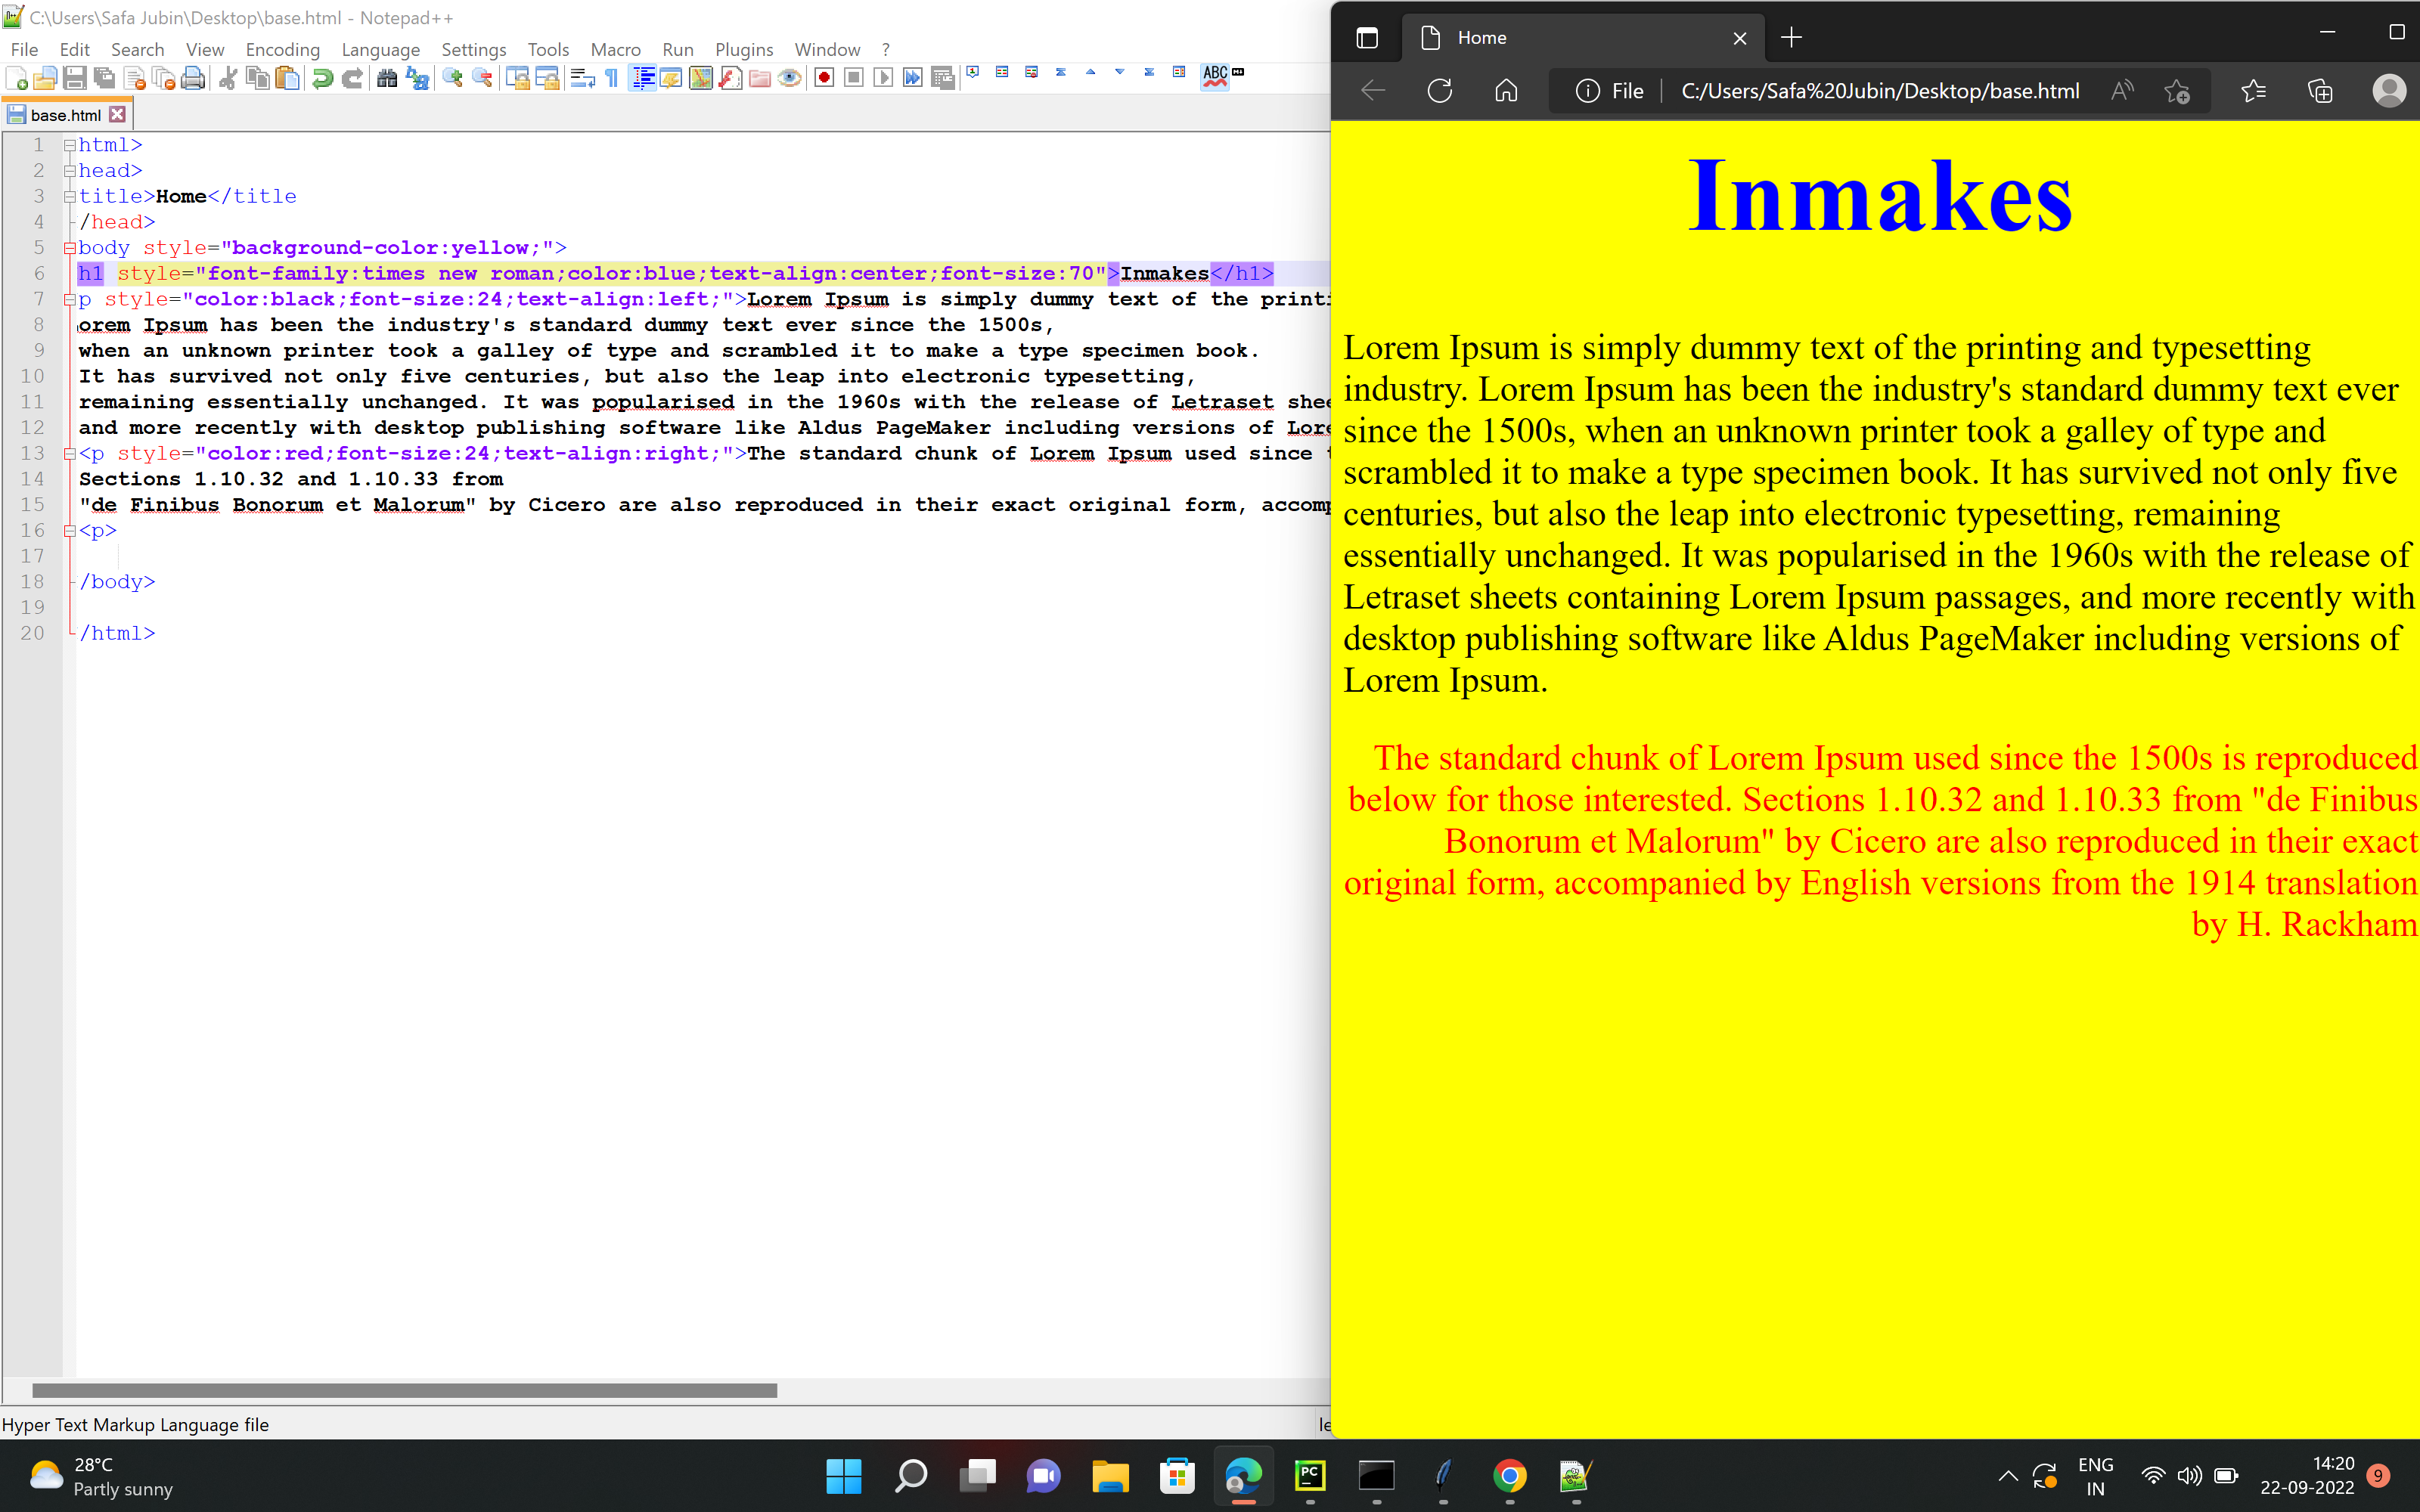 C:\Users\Safa Jubin\Desktop\base.html - Notepad++
File Edit Search View Encoding Language Settings Tools Macro Run Plugins Window ?
ABC
base.html
1 html>
2 head>
3 title>Home</title
4 /head>
5 body style="background-color:yellow;">
6 h1 style="font-family:times new roman;color:blue;text-align:center;font-size:70">Inmakes</h1>
7 p style="color:black;font-size:24;text-align:left;">Lorem Ipsum is simply dummy text of the printi
8 orem Ipsum has been the industry's standard dummy text ever since the 1500s,
9 when an unknown printer took a galley of type and scrambled it to make a type specimen book.
10 It has survived not only five centuries, but also the leap into electronic typesetting,
11 remaining essentially unchanged. It was popularised in the 1960s with the release of Letraset shee
12 and more recently with desktop publishing software like Aldus PageMaker including versions of Lore
13 <p style="color:red;font-size:24;text-align:right;">The standard chunk of Lorem Ipsum used since t
14 Sections 1.10.32 and 1.10.33 from
15 "de Finibus Bonorum et Malorum" by Cicero are also reproduced in their exact original form, accomp
16 <p>
17
18 /body>
19
20 /html>
Hyper Text Markup Language file
le
Home
File C:/Users/Safa%20Jubin/Desktop/base.html
Inmakes
Lorem Ipsum is simply dummy text of the printing and typesetting
industry. Lorem Ipsum has been the industry's standard dummy text ever
since the 1500s, when an unknown printer took a galley of type and
scrambled it to make a type specimen book. It has survived not only five
centuries, but also the leap into electronic typesetting, remaining
essentially unchanged. It was popularised in the 1960s with the release of
Letraset sheets containing Lorem Ipsum passages, and more recently with
desktop publishing software like Aldus PageMaker including versions of
Lorem Ipsum.
The standard chunk of Lorem Ipsum used since the 1500s is reproduced
below for those interested. Sections 1.10.32 and 1.10.33 from "de Finibus
Bonorum et Malorum" by Cicero are also reproduced in their exact
original form, accompanied by English versions from the 1914 translation
by H. Rackham
28°C
Partly sunny
PC
ENG
IN
14:20
22-09-2022
9